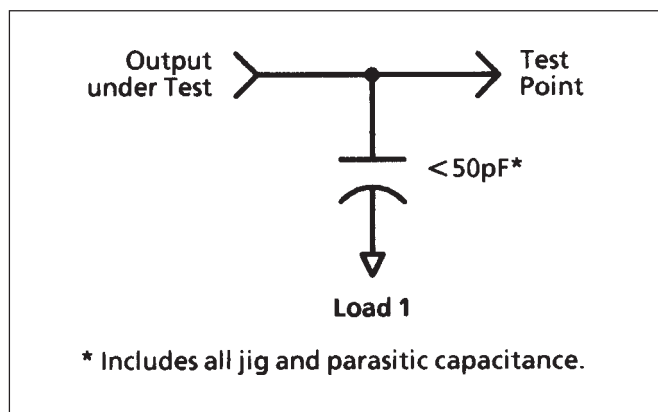 Output
under Test
Test
Point
<50pF*
Load 1
* Includes all jig and parasitic capacitance.